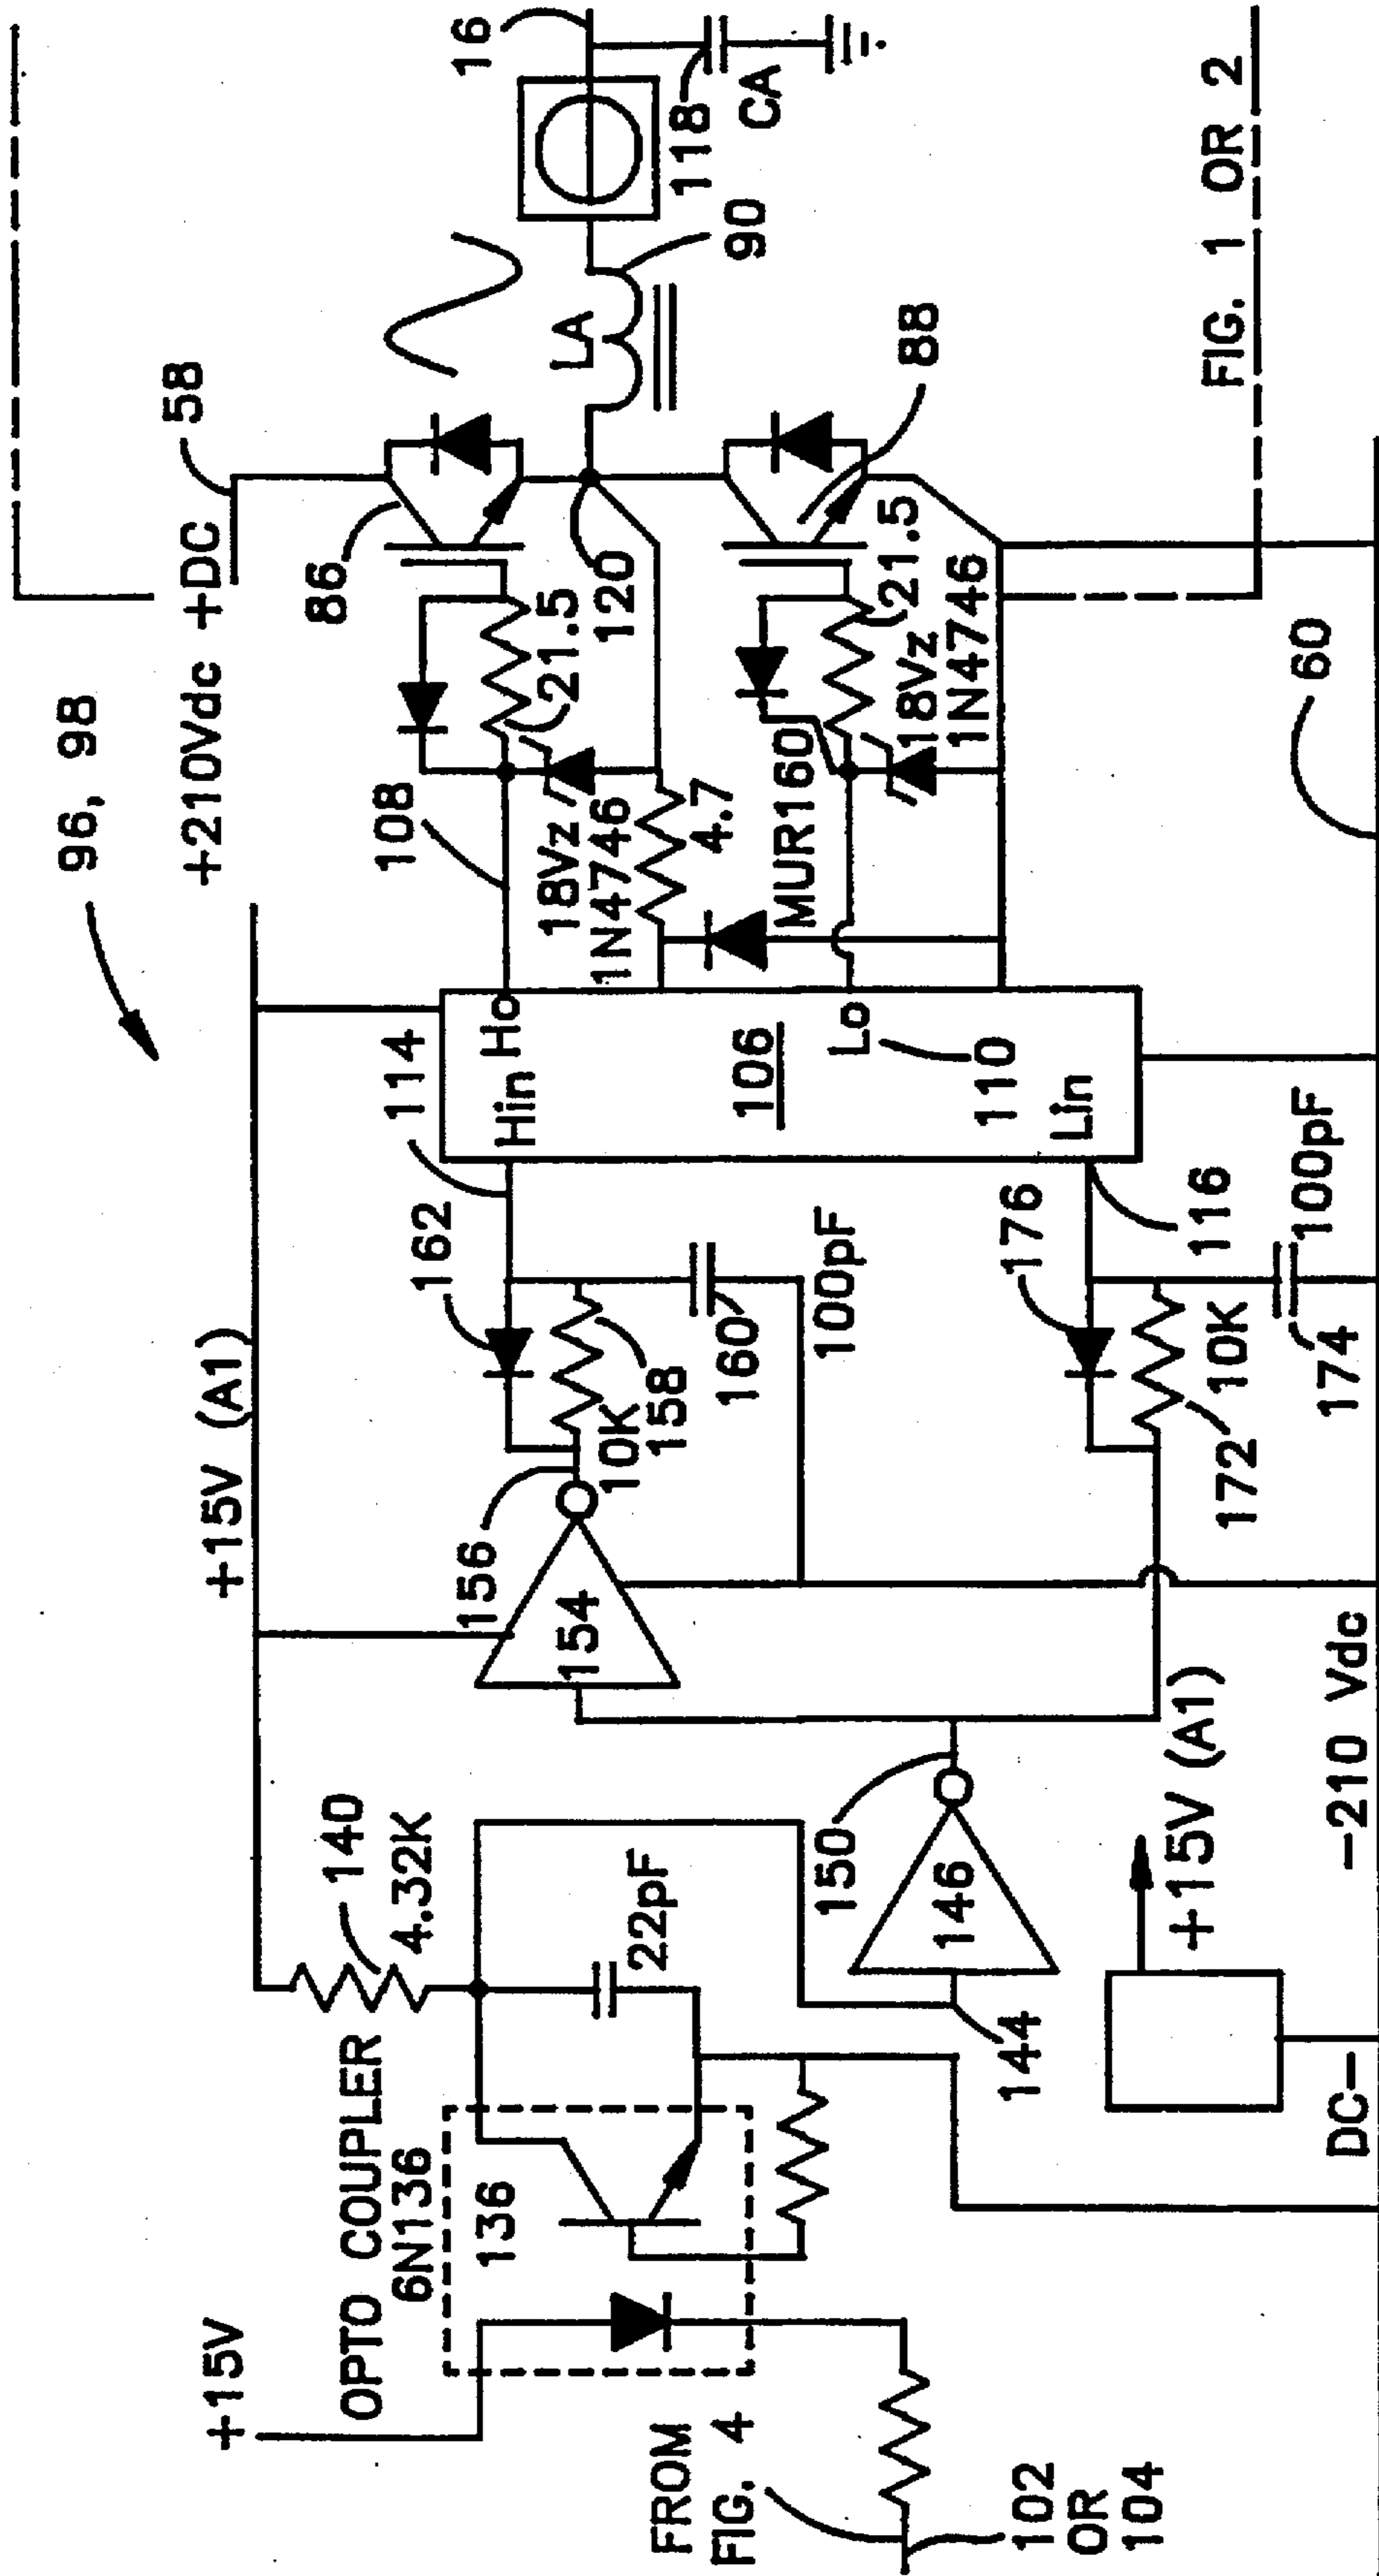 96, 98
+15V
+15V (A1)
+210Vdc +DC
58
OPTO COUPLER
6N136
136
140
4.32K
22pF
FROM
FIG. 4
102
OR
104
144
146
150
154
156
10K
158
162
160
100pF
114
Hin
Ho
106
Lo
110
Lin
116
176
172
10K
174
100pF
108
18Vz
1N4746
4.7
21.5
86
120
MUR160
18Vz
1N4746
21.5
88
LA
90
16
118
CA
FIG. 1 OR 2
+15V (A1)
DC-
-210 Vdc
60